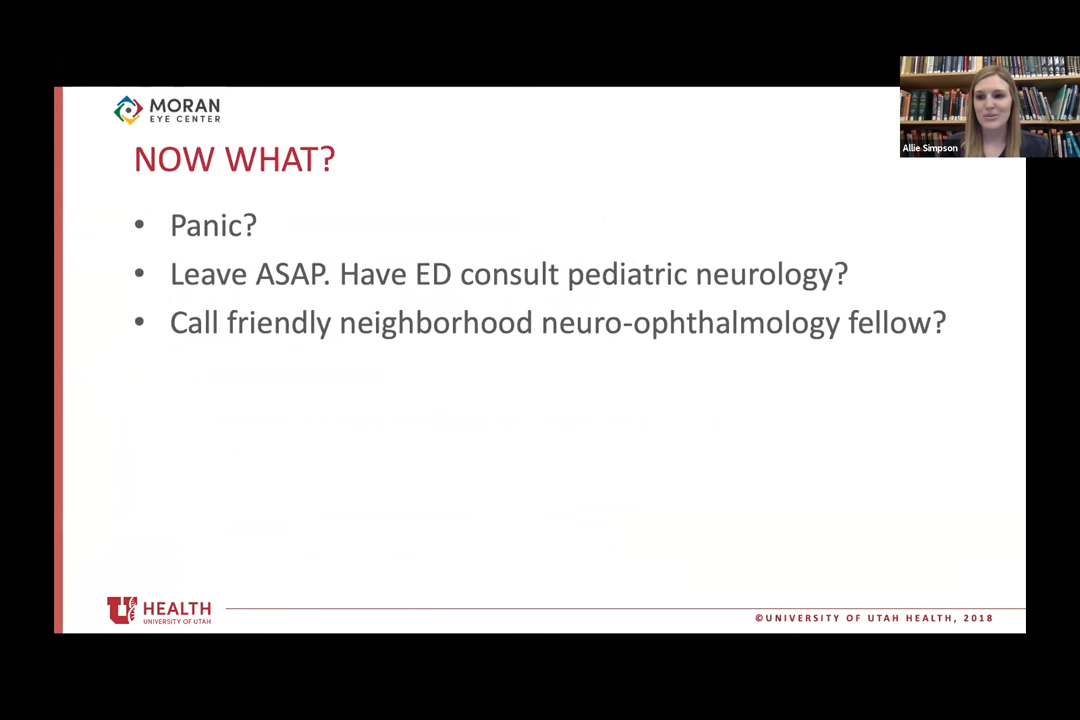 MORAN
EYE CENTER
Allie Simpson
NOW WHAT?
• Panic?
• Leave ASAP. Have ED consult pediatric neurology?
• Call friendly neighborhood neuro-ophthalmology fellow?
U HEALTH
UNIVERSITY OF UTAH
©UNIVERSITY OF UTAH HEALTH, 2018